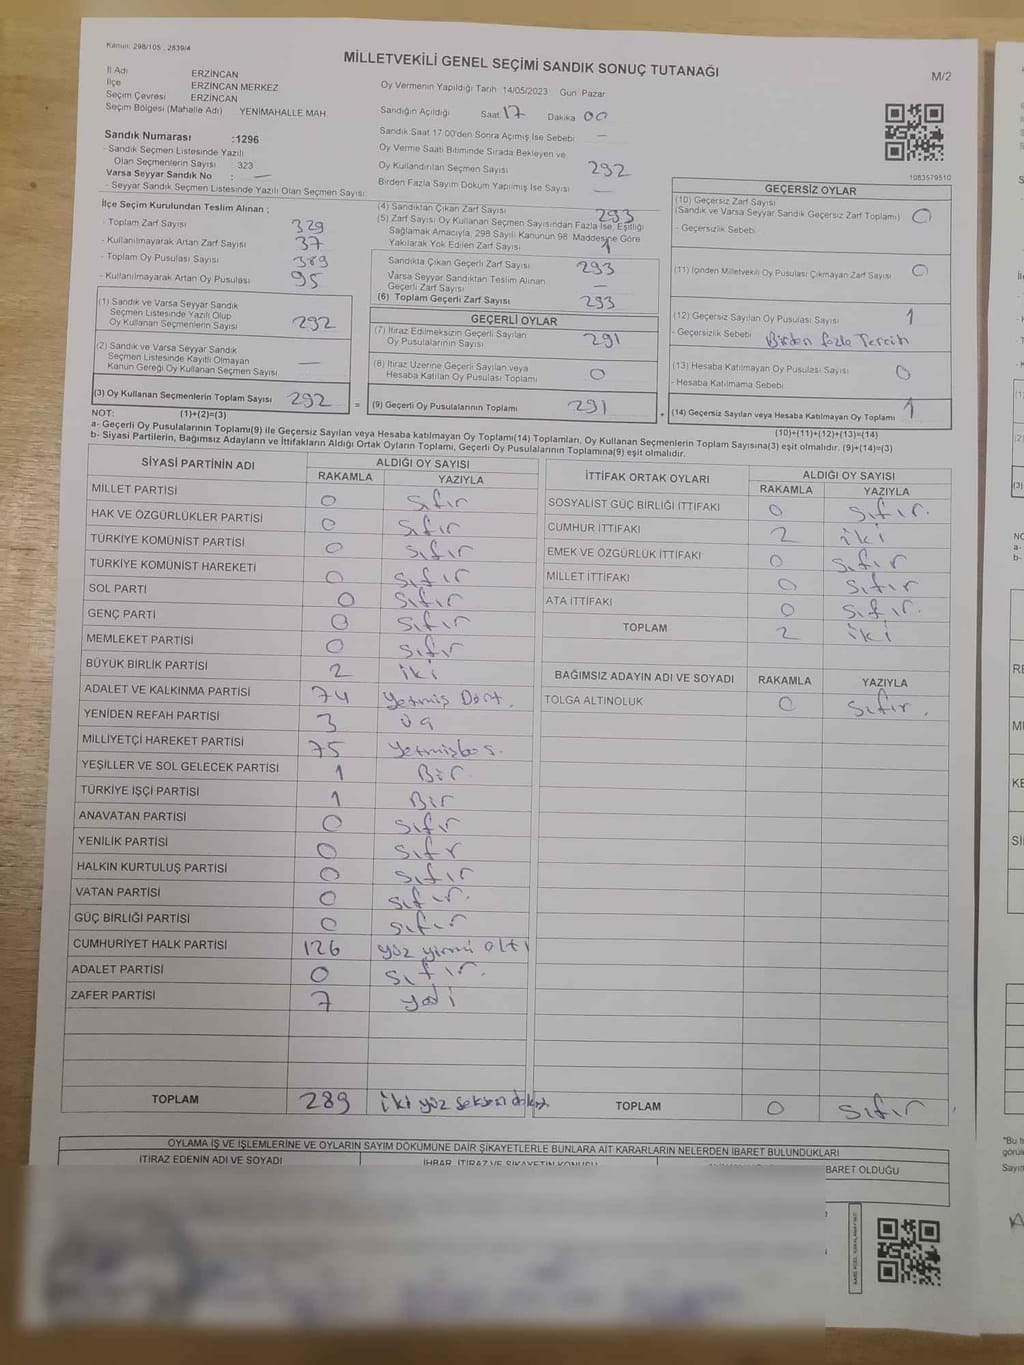 Kanun: 298/105 , 2839/4
MİLLETVEKİLİ GENEL SEÇİMİ SANDIK SONUÇ TUTANAĞI
M/2
İl Adı ERZİNCAN
İlçe ERZİNCAN MERKEZ
Seçim Çevresi ERZİNCAN
Seçim Bölgesi (Mahalle Adı) YENİMAHALLE MAH
Oy Vermenin Yapıldığı Tarih 14/05/2023 Gün Pazar
Sandığın Açıldığı Saat 17 Dakika 00
Sandık Saat 17:00'den Sonra Açılmış İse Sebebi —
Oy Verme Saati Bitiminde Sırada Bekleyen ve
Oy Kullandırılan Seçmen Sayısı 292
Birden Fazla Sayım Döküm Yapılmış İse Sayısı —
Sandık Numarası :1296
- Sandık Seçmen Listesinde Yazılı
Olan Seçmenlerin Sayısı 323
Varsa Seyyar Sandık No : —
- Seyyar Sandık Seçmen Listesinde Yazılı Olan Seçmen Sayısı
1083579510
İlçe Seçim Kurulundan Teslim Alınan ;
- Toplam Zarf Sayısı 329
- Kullanılmayarak Artan Zarf Sayısı 37
- Toplam Oy Pusulası Sayısı 389
- Kullanılmayarak Artan Oy Pusulası 95
(4) Sandıktan Çıkan Zarf Sayısı 293
(5) Zarf Sayısı Oy Kullanan Seçmen Sayısından Fazla İse, Eşitliği
Sağlamak Amacıyla, 298 Sayılı Kanunun 98. Maddesine Göre
Yakılarak Yok Edilen Zarf Sayısı 1
Sandıkta Çıkan Geçerli Zarf Sayısı 293
Varsa Seyyar Sandıktan Teslim Alınan
Geçerli Zarf Sayısı —
(6) Toplam Geçerli Zarf Sayısı 293
GEÇERSİZ OYLAR
(10) Geçersiz Zarf Sayısı
(Sandık ve Varsa Seyyar Sandık Geçersiz Zarf Toplamı) 0
- Geçersizlik Sebebi
(11) İçinden Milletvekili Oy Pusulası Çıkmayan Zarf Sayısı 0
(12) Geçersiz Sayılan Oy Pusulası Sayısı 1
- Geçersizlik Sebebi Birden fazla Tercih
(13) Hesaba Katılmayan Oy Pusulası Sayısı 0
- Hesaba Katılmama Sebebi
(14) Geçersiz Sayılan veya Hesaba Katılmayan Oy Toplamı 1
(10)+(11)+(12)+(13)=(14)
(1) Sandık ve Varsa Seyyar Sandık
Seçmen Listesinde Yazılı Olup
Oy Kullanan Seçmenlerin Sayısı 292
(2) Sandık ve Varsa Seyyar Sandık
Seçmen Listesinde Kayıtlı Olmayan
Kanun Gereği Oy Kullanan Seçmen Sayısı —
(3) Oy Kullanan Seçmenlerin Toplam Sayısı 292 =
GEÇERLİ OYLAR
(7) İtiraz Edilmeksizin Geçerli Sayılan
Oy Pusulalarının Sayısı 291
(8) İtiraz Üzerine Geçerli Sayılan veya
Hesaba Katılan Oy Pusulası Toplamı 0
(9) Geçerli Oy Pusulalarının Toplamı 291 +
NOT: (1)+(2)=(3)
a- Geçerli Oy Pusulalarının Toplamı(9) ile Geçersiz Sayılan veya Hesaba katılmayan Oy Toplamı(14) Toplamları, Oy Kullanan Seçmenlerin Toplam Sayısına(3) eşit olmalıdır. (9)+(14)=(3)
b- Siyasi Partilerin, Bağımsız Adayların ve İttifakların Aldığı Ortak Oyların Toplamı, Geçerli Oy Pusulalarının Toplamına(9) eşit olmalıdır.
SİYASİ PARTİNİN ADI ALDIĞI OY SAYISI
RAKAMLA YAZIYLA
MİLLET PARTİSİ 0 Sıfır
HAK VE ÖZGÜRLÜKLER PARTİSİ 0 Sıfır
TÜRKİYE KOMÜNİST PARTİSİ 0 Sıfır
TÜRKİYE KOMÜNİST HAREKETİ 0 Sıfır
SOL PARTİ 0 Sıfır
GENÇ PARTİ 0 Sıfır
MEMLEKET PARTİSİ 0 Sıfır
BÜYÜK BİRLİK PARTİSİ 2 iki
ADALET VE KALKINMA PARTİSİ 74 Yetmiş Dört.
YENİDEN REFAH PARTİSİ 3 üç
MİLLİYETÇİ HAREKET PARTİSİ 75 Yetmişbeş.
YEŞİLLER VE SOL GELECEK PARTİSİ 1 Bir
TÜRKİYE İŞÇİ PARTİSİ 1 Bir
ANAVATAN PARTİSİ 0 Sıfır
YENİLİK PARTİSİ 0 Sıfır
HALKIN KURTULUŞ PARTİSİ 0 Sıfır
VATAN PARTİSİ 0 Sıfır.
GÜÇ BİRLİĞİ PARTİSİ 0 Sıfır
CUMHURİYET HALK PARTİSİ 126 yüz yirmi altı
ADALET PARTİSİ 0 Sıfır.
ZAFER PARTİSİ 7 yedi
TOPLAM 289 iki yüz seksen dokuz
İTTİFAK ORTAK OYLARI ALDIĞI OY SAYISI
RAKAMLA YAZIYLA
SOSYALİST GÜÇ BİRLİĞİ İTTİFAKI 0 Sıfır.
CUMHUR İTTİFAKI 2 iki
EMEK VE ÖZGÜRLÜK İTTİFAKI 0 Sıfır
MİLLET İTTİFAKI 0 Sıfır
ATA İTTİFAKI 0 Sıfır.
TOPLAM 2 iki
BAĞIMSIZ ADAYIN ADI VE SOYADI RAKAMLA YAZIYLA
TOLGA ALTINOLUK 0 Sıfır.
TOPLAM 0 Sıfır
OYLAMA İŞ VE İŞLEMLERİNE VE OYLARIN SAYIM DÖKÜMÜNE DAİR ŞİKAYETLERLE BUNLARA AİT KARARLARIN NELERDEN İBARET BULUNDUKLARI
İTİRAZ EDENİN ADI VE SOYADI
İHBAR, İTİRAZ VE ŞİKAYETİN KONUSU
BARET OLDUĞU